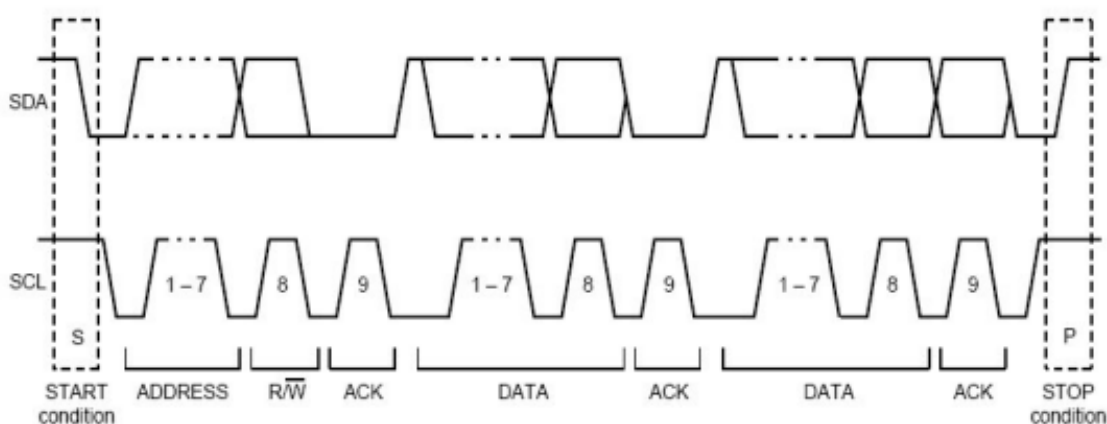 SDA
SCL
1 – 7
8
9
1 – 7
8
9
1 – 7
8
9
S
P
START
condition
ADDRESS
R/W̅
ACK
DATA
ACK
DATA
ACK
STOP
condition